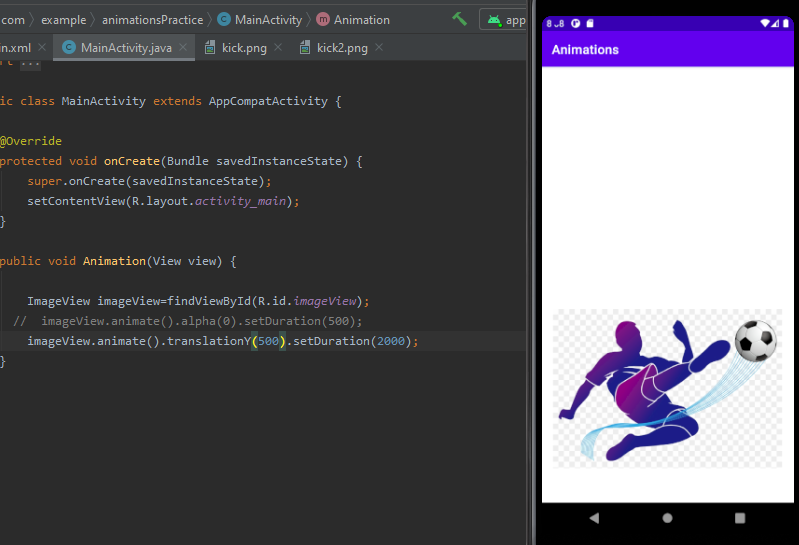 com > example > animationsPractice > MainActivity > Animation
app
in.xml
MainActivity.java
kick.png
kick2.png
...
ic class MainActivity extends AppCompatActivity {
@Override
protected void onCreate(Bundle savedInstanceState) {
super.onCreate(savedInstanceState);
setContentView(R.layout.activity_main);
}
public void Animation(View view) {
ImageView imageView=findViewById(R.id.imageView);
// imageView.animate().alpha(0).setDuration(500);
imageView.animate().translationY(500).setDuration(2000);
}
Animations